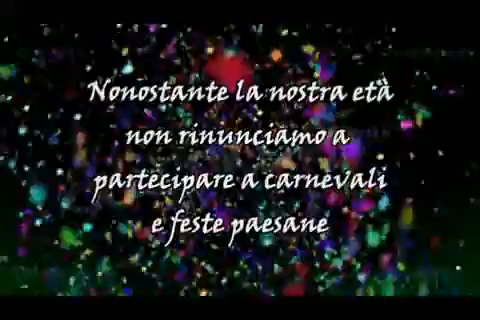 Nonostante la nostra età
non rinunciamo a
partecipare a carnevali
e feste paesane